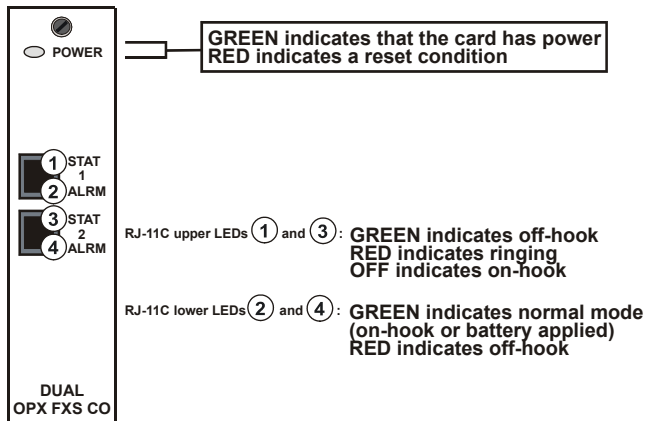 POWER
GREEN indicates that the card has power
RED indicates a reset condition
1 STAT
1
2 ALRM
3 STAT
2
4 ALRM
RJ-11C upper LEDs 1 and 3 : GREEN indicates off-hook
RED indicates ringing
OFF indicates on-hook
RJ-11C lower LEDs 2 and 4 : GREEN indicates normal mode
(on-hook or battery applied)
RED indicates off-hook
DUAL
OPX FXS CO